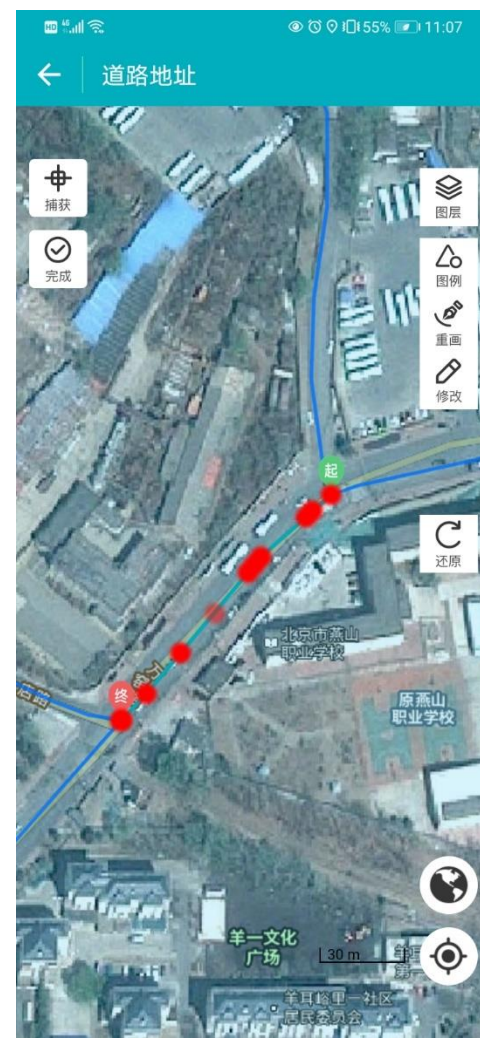 HD 4G 55% 11:07
道路地址
捕获
图层
完成
图例
重画
修改
起
还原
北京市燕山
职业学校
终
原燕山
职业学校
羊一文化
广场
30 m
羊耳峪里一社区
居民委员会